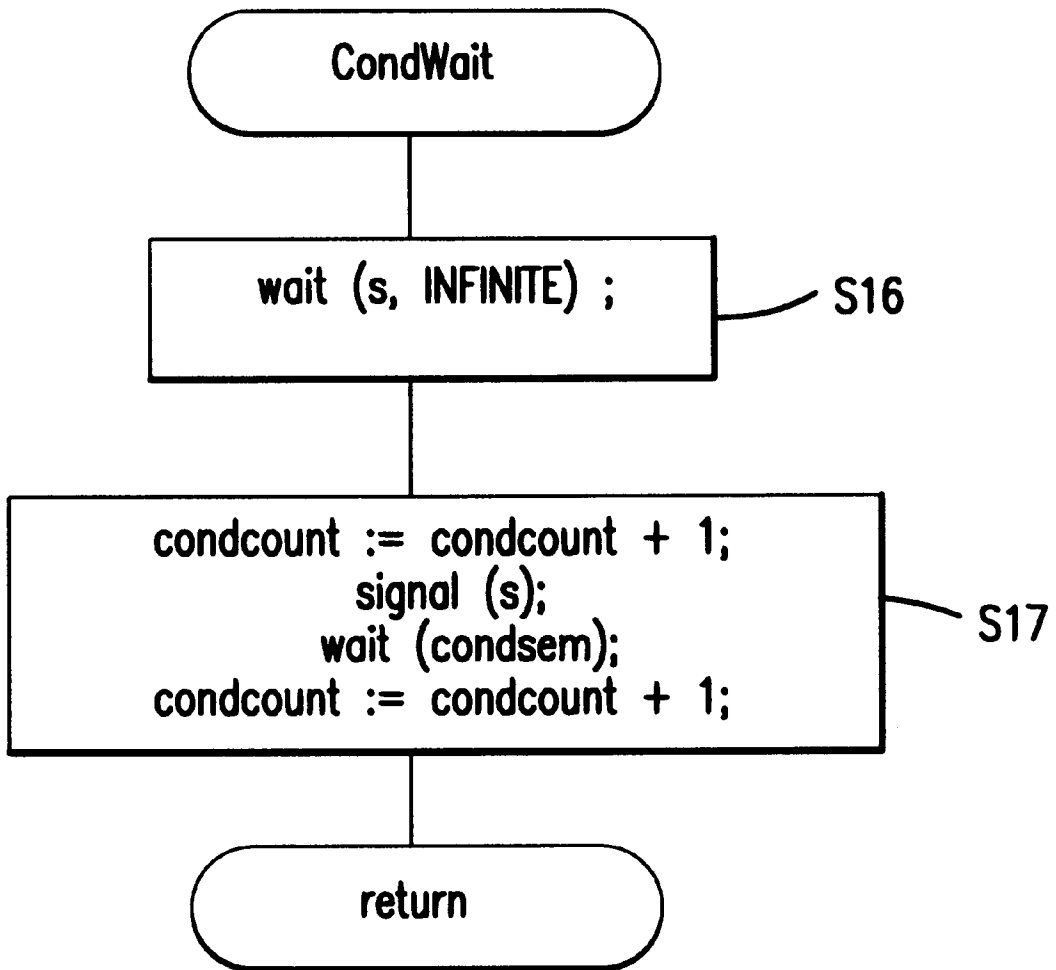 CondWait
wait (s, INFINITE) ;
S16
condcount := condcount + 1;
signal (s);
wait (condsem);
condcount := condcount + 1;
S17
return